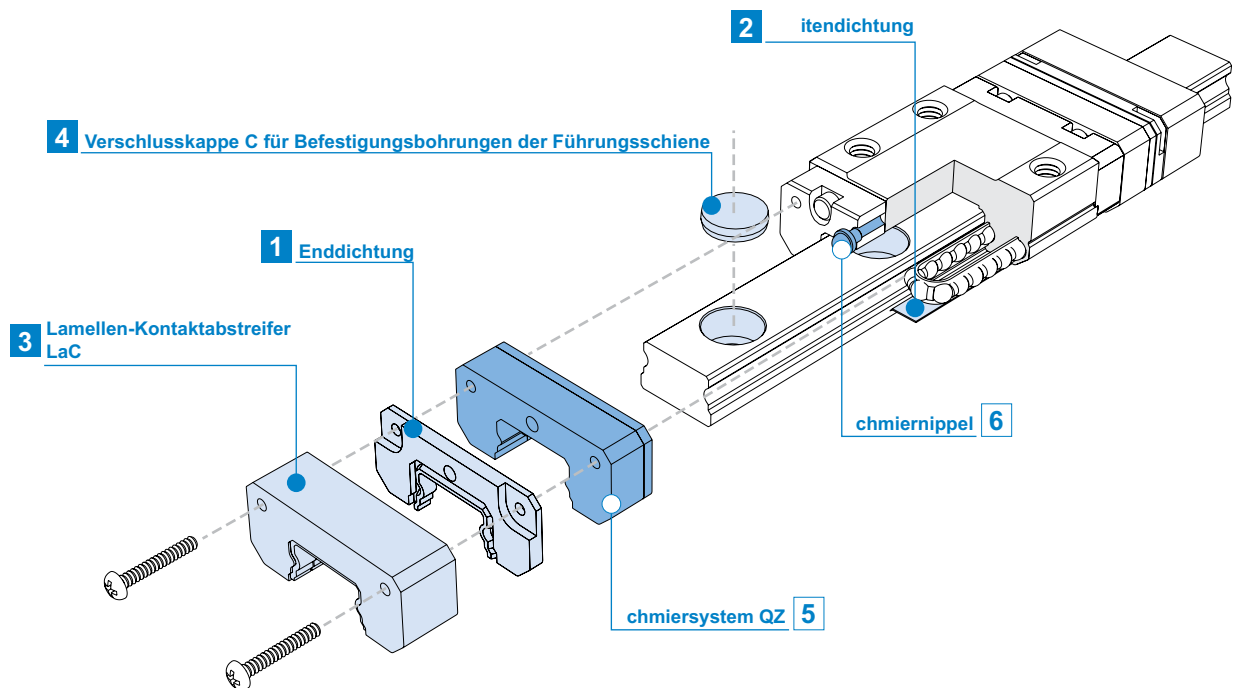 2 itendichtung
4 Verschlusskappe C für Befestigungsbohrungen der Führungsschiene
1 Enddichtung
3 Lamellen-Kontaktabstreifer
LaC
chmiernippel 6
chmiersystem QZ 5